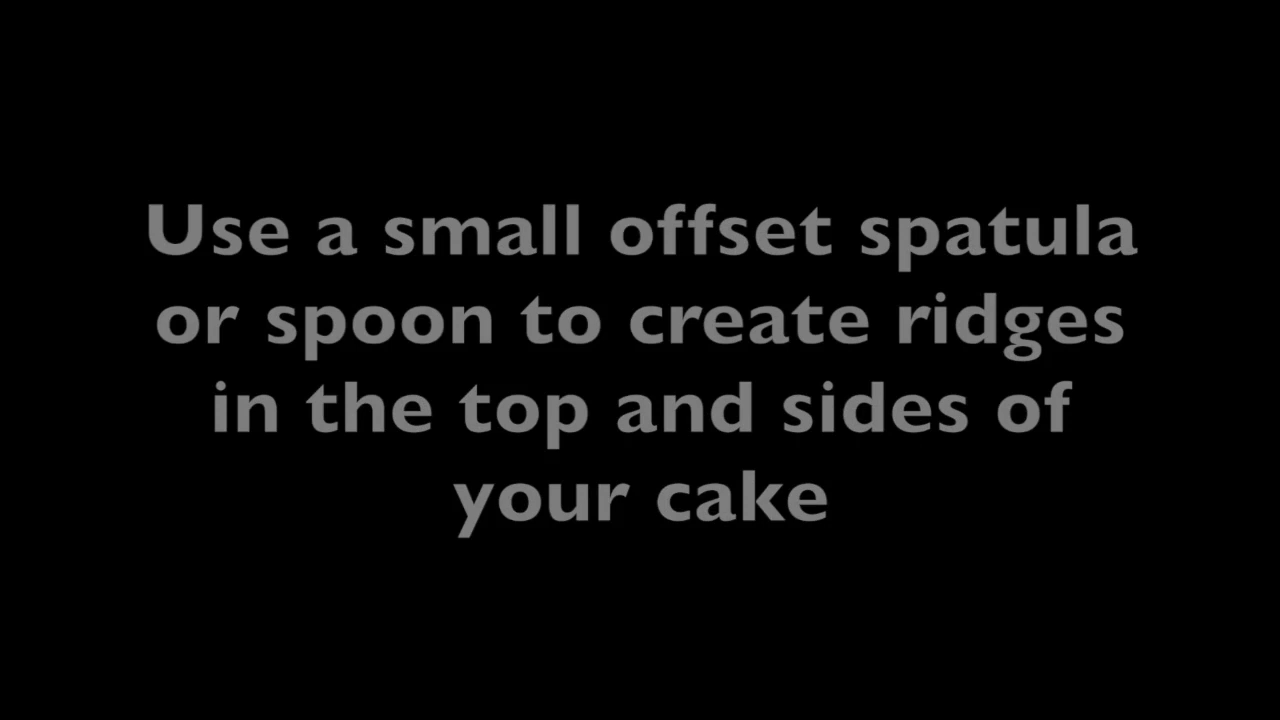 Use a small offset spatula
or spoon to create ridges
in the top and sides of
your cake